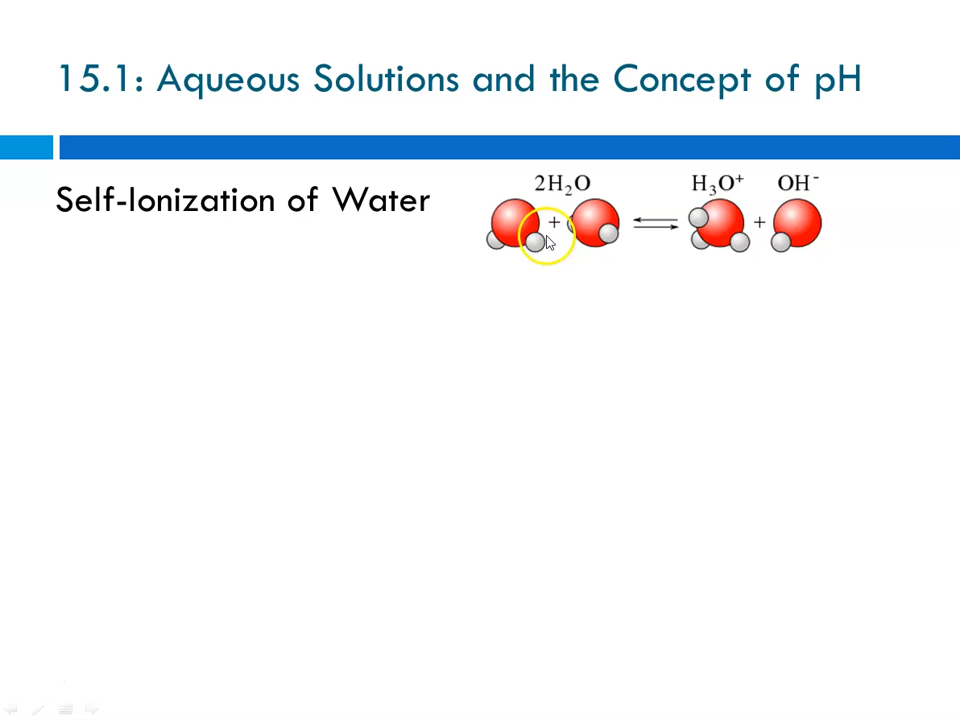 15.1: Aqueous Solutions and the Concept of pH
Self-Ionization of Water
2H₂O H₃O⁺ OH⁻
+ ⇌ +